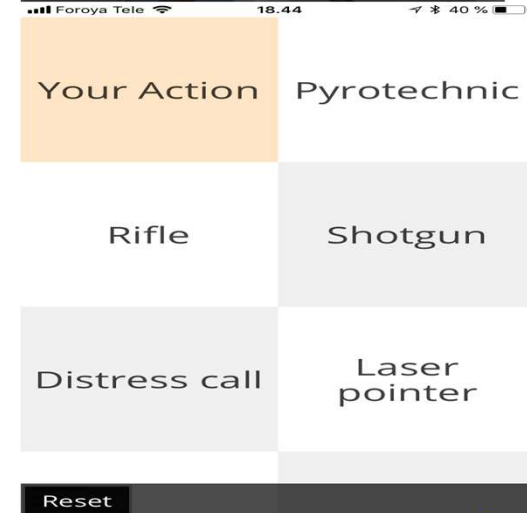 Foroya Tele 18.44 40 %
Your Action Pyrotechnic
Rifle Shotgun
Distress call Laser
pointer
Reset